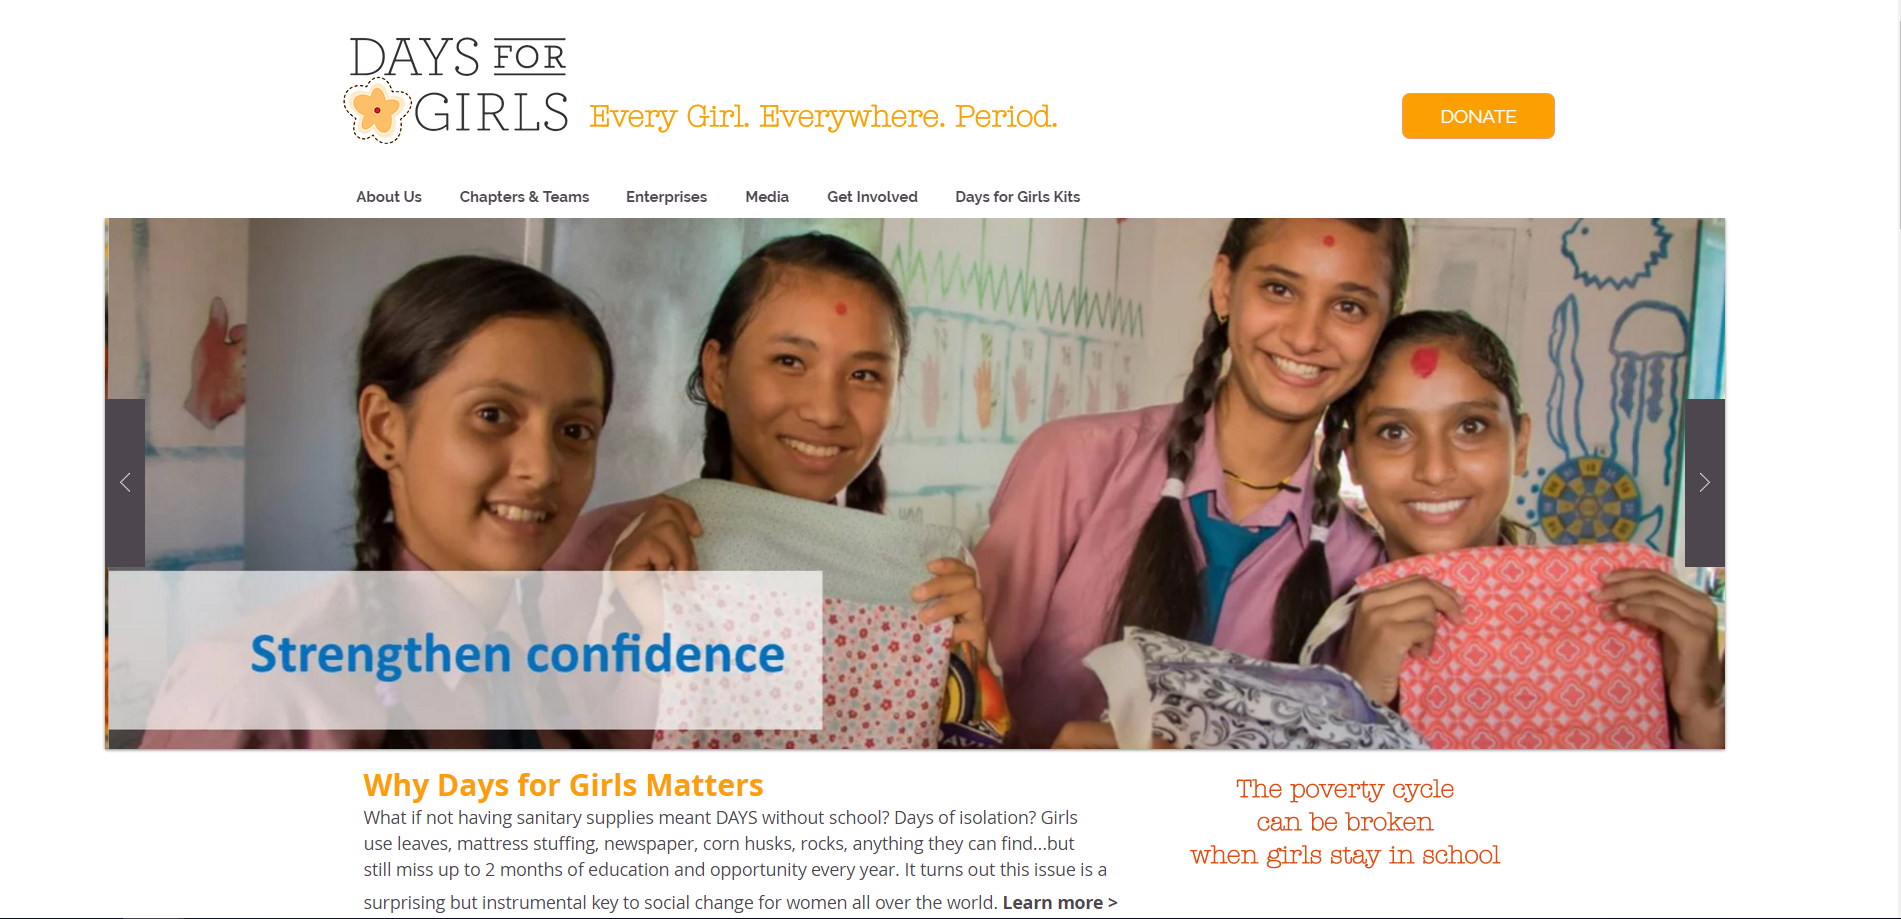 DAYS FOR
GIRLS
Every Girl. Everywhere. Period.
DONATE
About Us
Chapters & Teams
Enterprises
Media
Get Involved
Days for Girls Kits
Strengthen confidence
Why Days for Girls Matters
What if not having sanitary supplies meant DAYS without school? Days of isolation? Girls
use leaves, mattress stuffing, newspaper, corn husks, rocks, anything they can find...but
still miss up to 2 months of education and opportunity every year. It turns out this issue is a
surprising but instrumental key to social change for women all over the world. Learn more >
The poverty cycle
can be broken
when girls stay in school